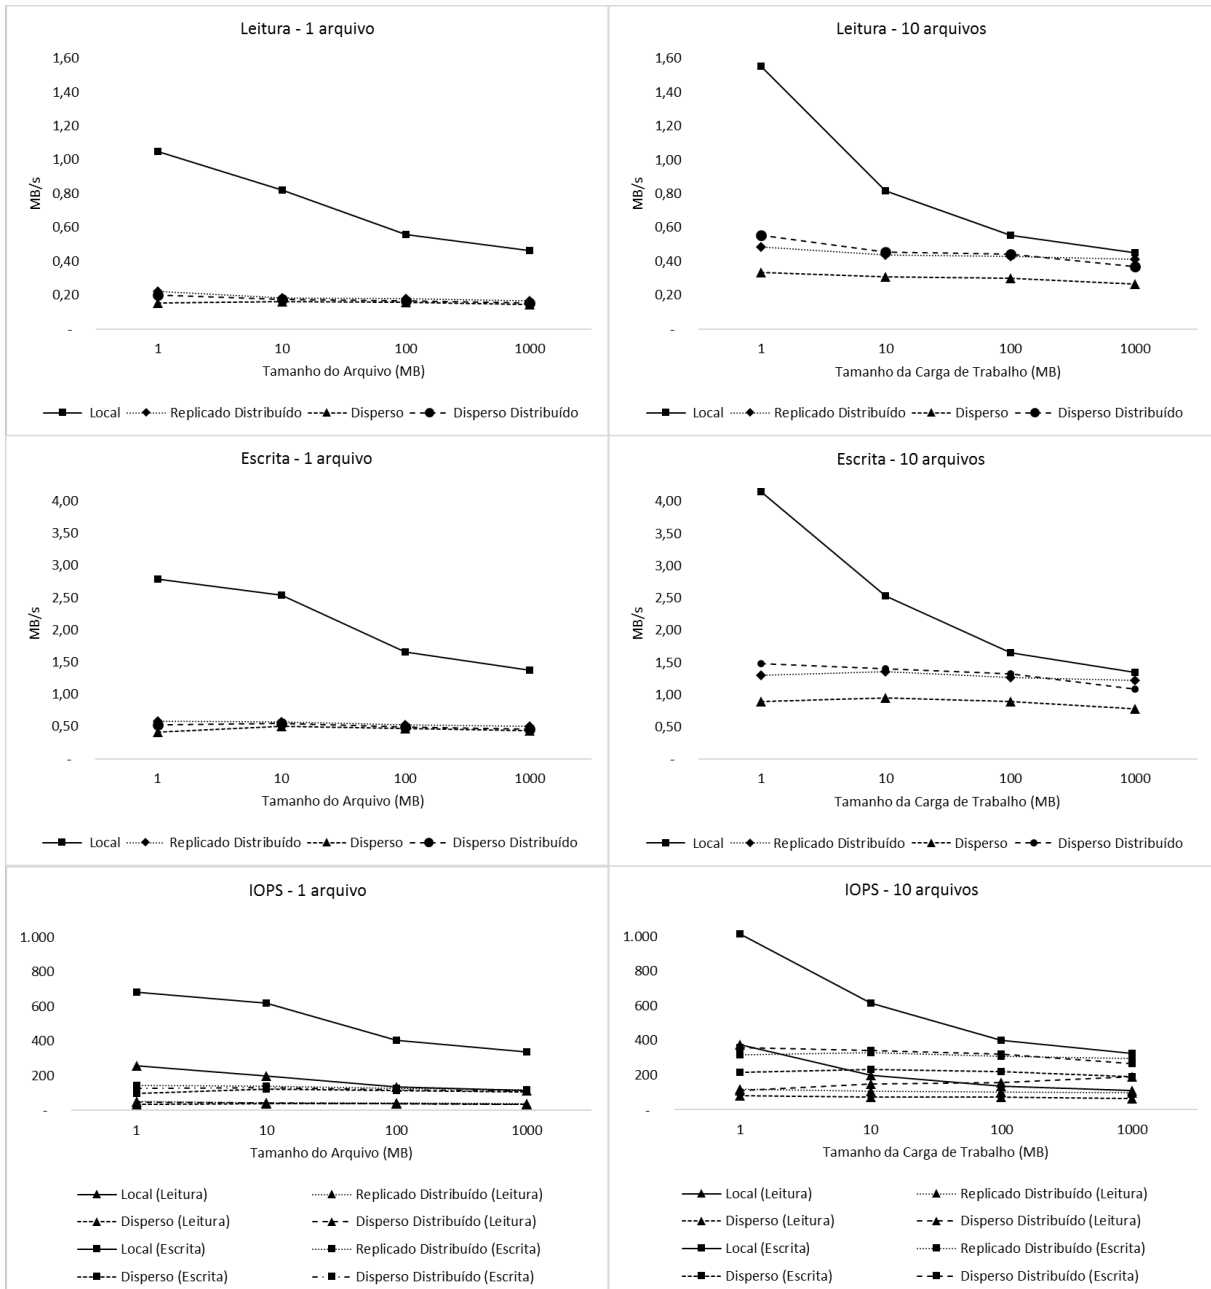 Leitura - 1 arquivo
1,60
1,40
1,20
1,00
0,80
0,60
0,40
0,20
-
MB/s
1 10 100 1000
Tamanho do Arquivo (MB)
Local Replicado Distribuído Disperso Disperso Distribuído
Leitura - 10 arquivos
1,60
1,40
1,20
1,00
0,80
0,60
0,40
0,20
-
MB/s
1 10 100 1000
Tamanho da Carga de Trabalho (MB)
Local Replicado Distribuído Disperso Disperso Distribuído
Escrita - 1 arquivo
4,00
3,50
3,00
2,50
2,00
1,50
1,00
0,50
-
MB/s
1 10 100 1000
Tamanho do Arquivo (MB)
Local Replicado Distribuído Disperso Disperso Distribuído
Escrita - 10 arquivos
4,00
3,50
3,00
2,50
2,00
1,50
1,00
0,50
-
MB/s
1 10 100 1000
Tamanho da Carga de Trabalho (MB)
Local Replicado Distribuído Disperso Disperso Distribuído
IOPS - 1 arquivo
1.000
800
600
400
200
-
1 10 100 1000
Tamanho do Arquivo (MB)
Local (Leitura) Replicado Distribuído (Leitura)
Disperso (Leitura) Disperso Distribuído (Leitura)
Local (Escrita) Replicado Distribuído (Escrita)
Disperso (Escrita) Disperso Distribuído (Escrita)
IOPS - 10 arquivos
1.000
800
600
400
200
-
1 10 100 1000
Tamanho da Carga de Trabalho (MB)
Local (Leitura) Replicado Distribuído (Leitura)
Disperso (Leitura) Disperso Distribuído (Leitura)
Local (Escrita) Replicado Distribuído (Escrita)
Disperso (Escrita) Disperso Distribuído (Escrita)